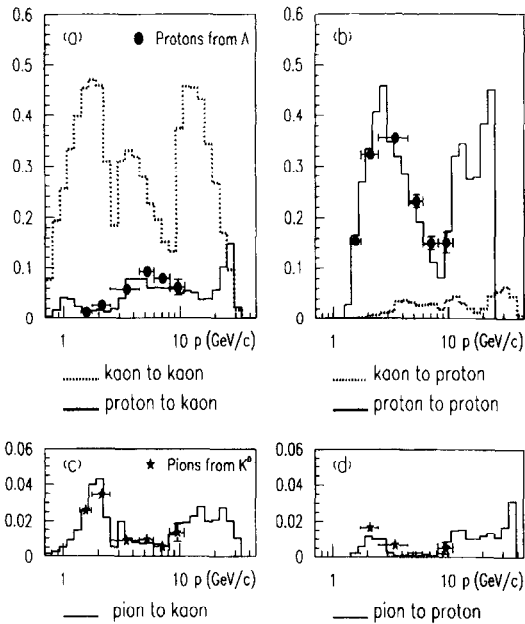 0.6
0.5
0.4
0.3
0.2
0.1
0
(a)
Protons from Λ
1
10 p (GeV/c)
kaon to kaon
proton to kaon
0.6
0.5
0.4
0.3
0.2
0.1
0
(b)
1
10 p (GeV/c)
kaon to proton
proton to proton
0.06
0.04
0.02
0
(c)
Pions from K⁰
1
10 p (GeV/c)
pion to kaon
0.06
0.04
0.02
0
(d)
1
10 p (GeV/c)
pion to proton